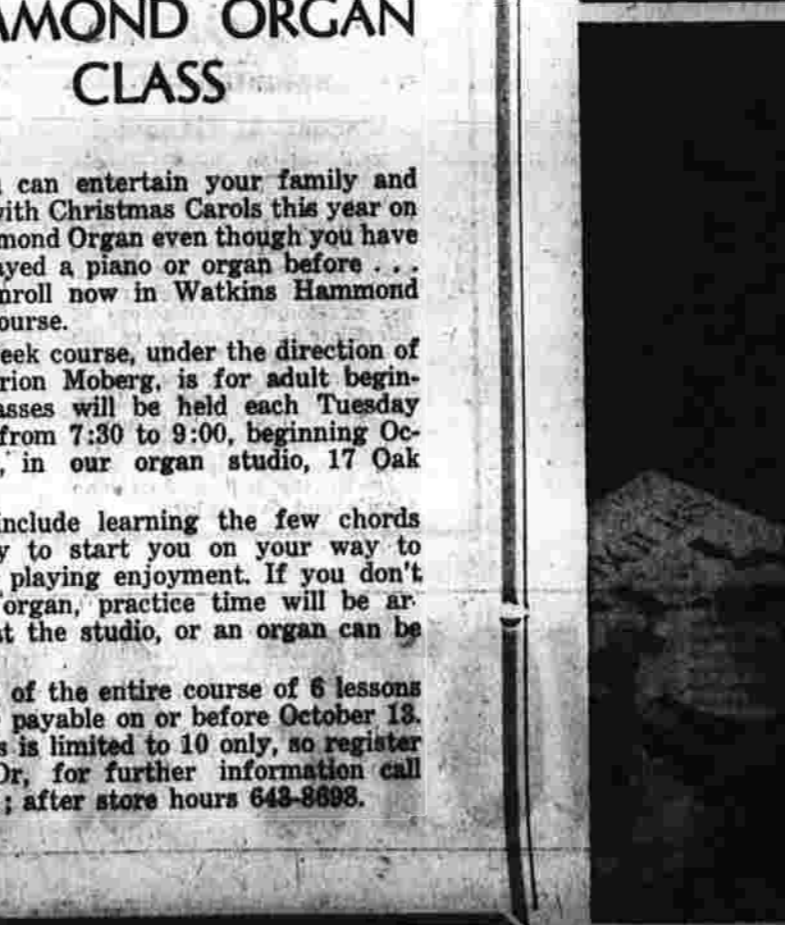 AMOND ORGAN
CLASS
can entertain your family and
with Christmas Carols this year on
mond Organ even though you have
ayed a piano or organ before . . .
nroll now in Watkins Hammond
ourse.
eek course, under the direction of
rion Moberg, is for adult begin-
asses will be held each Tuesday
from 7:30 to 9:00, beginning Oc-
, in our organ studio, 17 Oak
include learning the few chords
y to start you on your way to
playing enjoyment. If you don't
organ, practice time will be ar-
at the studio, or an organ can be
of the entire course of 6 lessons
payable on or before October 13.
s is limited to 10 only, so register
Or, for further information call
; after store hours 643-8698.